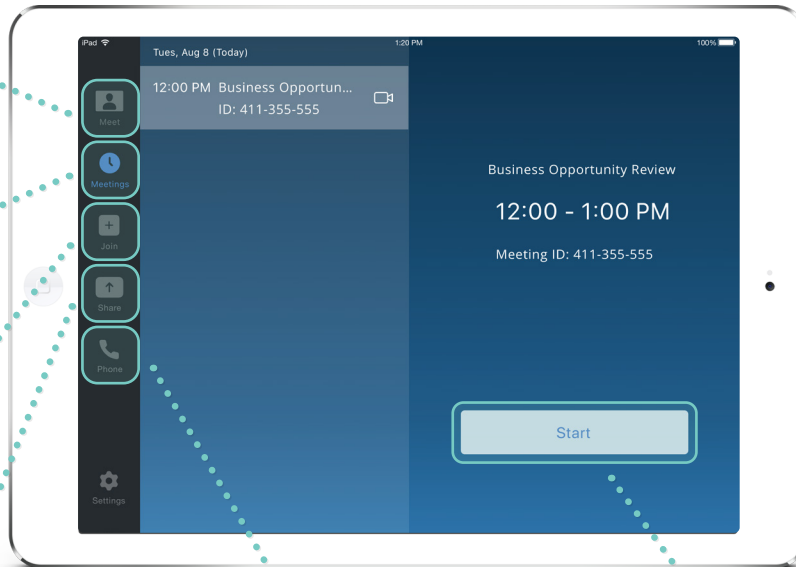 iPad
1:20 PM
100%
Tues, Aug 8 (Today)
12:00 PM Business Opportun...
ID: 411-355-555
Meet
Meetings
Join
Share
Phone
Settings
Business Opportunity Review
12:00 - 1:00 PM
Meeting ID: 411-355-555
Start